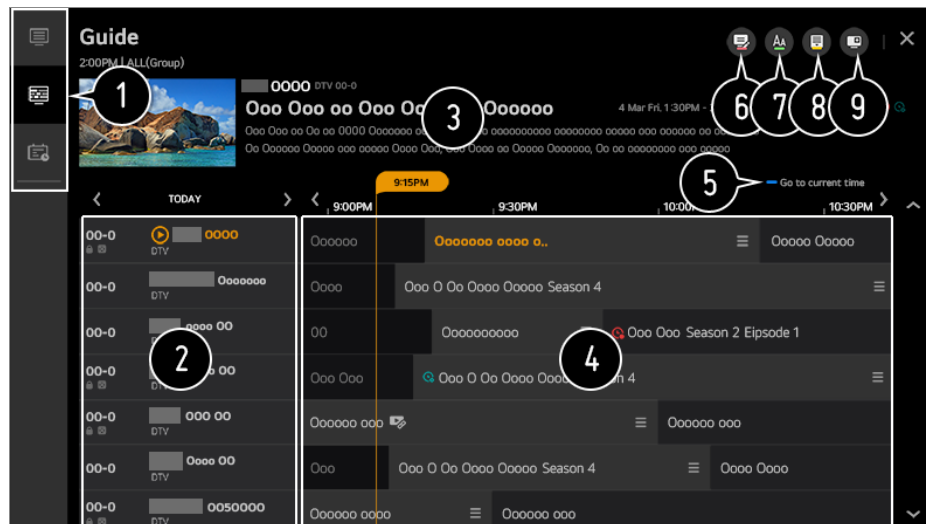 Guide
2:00PM | ALL(Group)
1
6
7
8
9
0000 DTV 00-0
Ooo Ooo oo Ooo Oo Oooooo
4 Mar Fri. 1:30PM -
3
Ooo Ooo oo Oo oo 0000 Ooooooo
Oo Oooooo Ooooo ooo ooooo Oooo Ooo, Ooo Oooo oo Ooooo Ooooooo, Oo oo ooooooooo ooo ooooo
9:15PM
5
Go to current time
TODAY
9:00PM
9:30PM
10:00
10:30PM
00-0
0000
DTV
Oooooo
Ooooooo oooo o..
Ooooo Ooooo
00-0
Ooooooo
DTV
Oooo
Ooo O Oo Oooo Ooooo Season 4
00-0
oooo 00
DTV
00
Oooooooooo
Ooo Ooo Season 2 Eipsode 1
2
4
00-0
00
Ooo Ooo
Ooo O Oo Oooo Oooo
n 4
00-0
000 00
DTV
Oooooo ooo
Oooooo ooo
00-0
Oooo 00
DTV
Ooo
Ooo O Oo Oooo Ooooo Season 4
Oooo Oooo
00-0
0050000
DTV
Oooooo oooo
Oooooo ooo